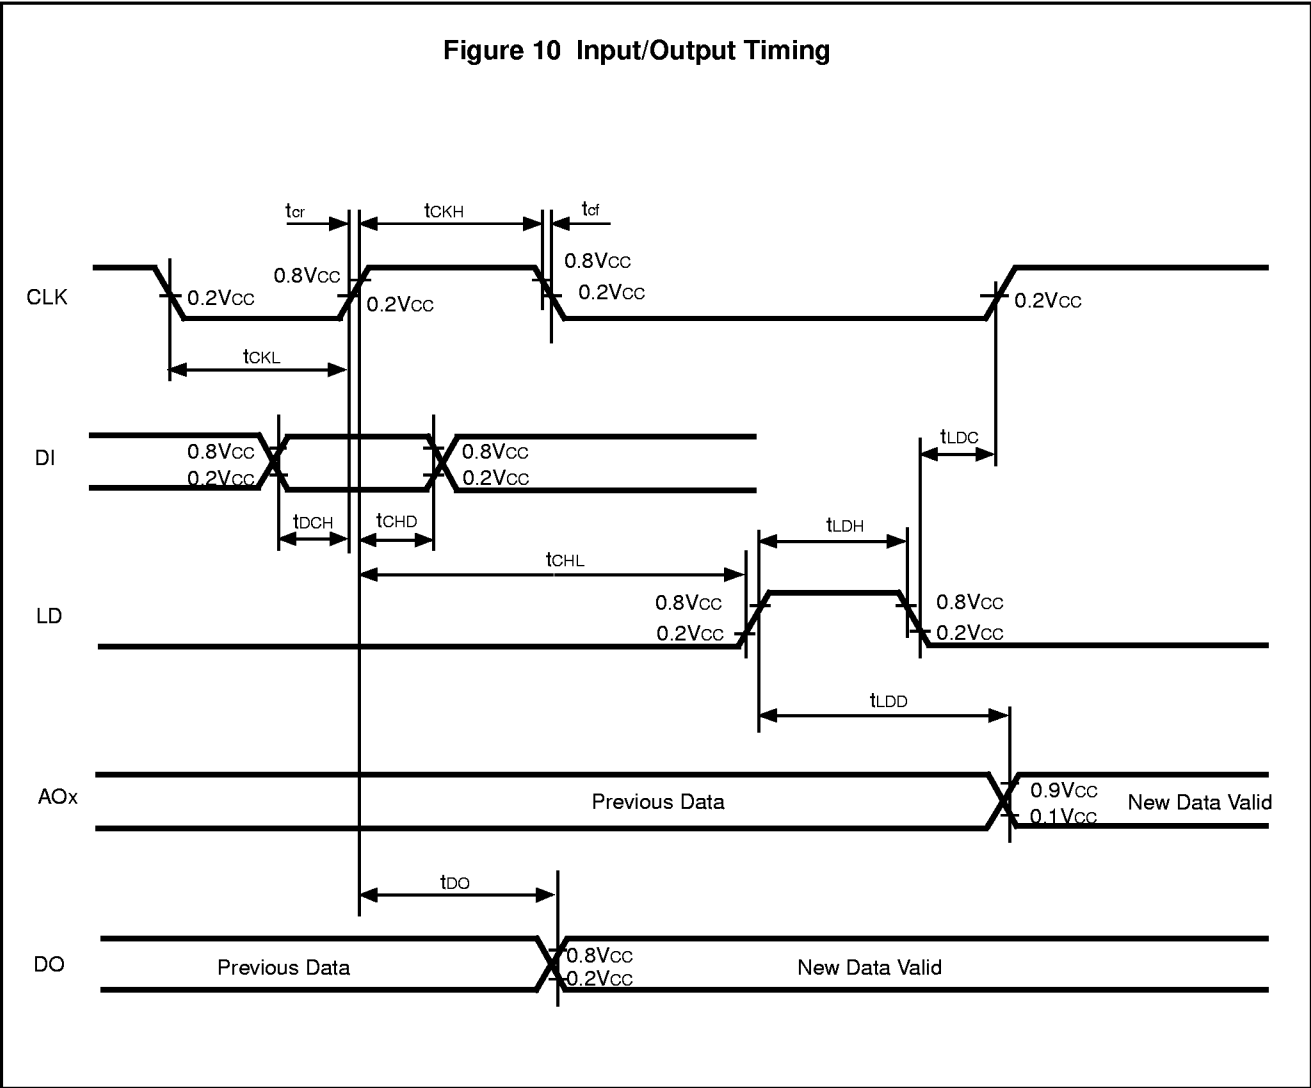 Figure 10 Input/Output Timing
tcr
tCKH
tcf
0.8VCC
0.8VCC
CLK
0.2VCC
0.2VCC
0.2VCC
0.2VCC
tCKL
tLDC
DI
0.8VCC
0.8VCC
0.2VCC
0.2VCC
tDCH
tCHD
tLDH
tCHL
LD
0.8VCC
0.8VCC
0.2VCC
0.2VCC
tLDD
AOx
Previous Data
0.9VCC
New Data Valid
0.1VCC
tDO
DO
Previous Data
0.8VCC
New Data Valid
0.2VCC